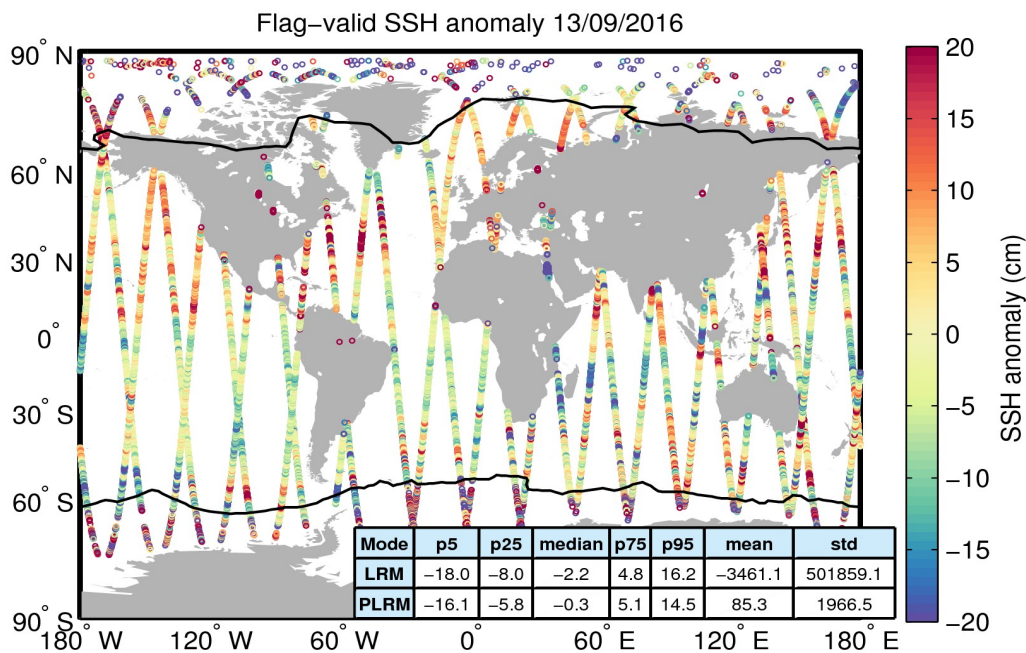 Flag−valid SSH anomaly 13/09/2016
90° N
60° N
30° N
0°
30° S
60° S
90° S
180° W
120° W
60° W
0°
60° E
120° E
180° E
Mode p5 p25 median p75 p95 mean std
LRM −18.0 −8.0 −2.2 4.8 16.2 −3461.1 501859.1
PLRM −16.1 −5.8 −0.3 5.1 14.5 85.3 1966.5
20
15
10
5
0
−5
−10
−15
−20
SSH anomaly (cm)